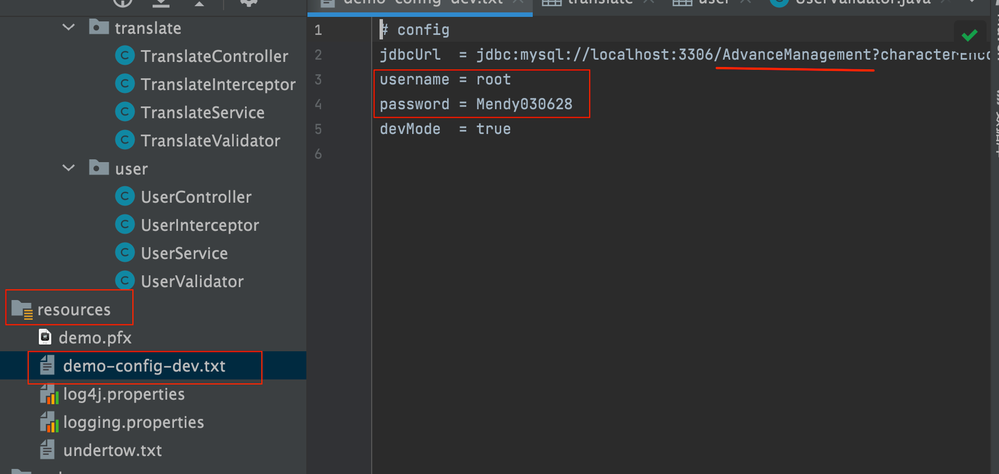 translate
TranslateController
TranslateInterceptor
TranslateService
TranslateValidator
user
UserController
UserInterceptor
UserService
UserValidator
resources
demo.pfx
demo-config-dev.txt
log4j.properties
logging.properties
undertow.txt
demo-config-dev.txt translate user UserValidator.java
1 # config
2 jdbcUrl = jdbc:mysql://localhost:3306/AdvanceManagement?characterEnco
3 username = root
4 password = Mendy030628
5 devMode = true
6